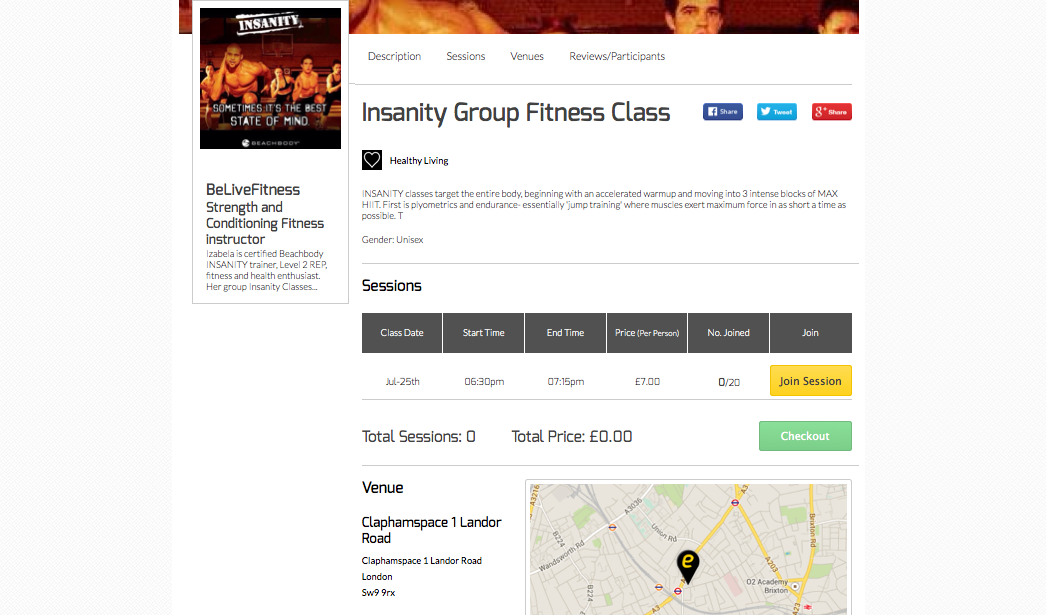 INSANITY
SOMETIMES IT'S THE BEST
STATE OF MIND.
BEACHBODY
BeLiveFitness
Strength and
Conditioning Fitness
instructor
Izabela is certified Beachbody
INSANITY trainer, Level 2 REP,
fitness and health enthusiast.
Her group Insanity Classes...
Description Sessions Venues Reviews/Participants
Insanity Group Fitness Class
Share Tweet Share
Healthy Living
INSANITY classes target the entire body, beginning with an accelerated warmup and moving into 3 intense blocks of MAX
HIIT. First is plyometrics and endurance- essentially 'jump training' where muscles exert maximum force in as short a time as
possible. T
Gender: Unisex
Sessions
Class Date Start Time End Time Price (Per Person) No. Joined Join
Jul-25th 06:30pm 07:15pm £7.00 0/20 Join Session
Total Sessions: 0 Total Price: £0.00 Checkout
Venue
Claphamspace 1 Landor
Road
Claphamspace 1 Landor Road
London
Sw9 9rx
A3216
A3036
A3
B224
Wandsworth Rd
Union Rd
Brixton Rd
A23
e
B224
O2 Academy
Brixton
A3
A23